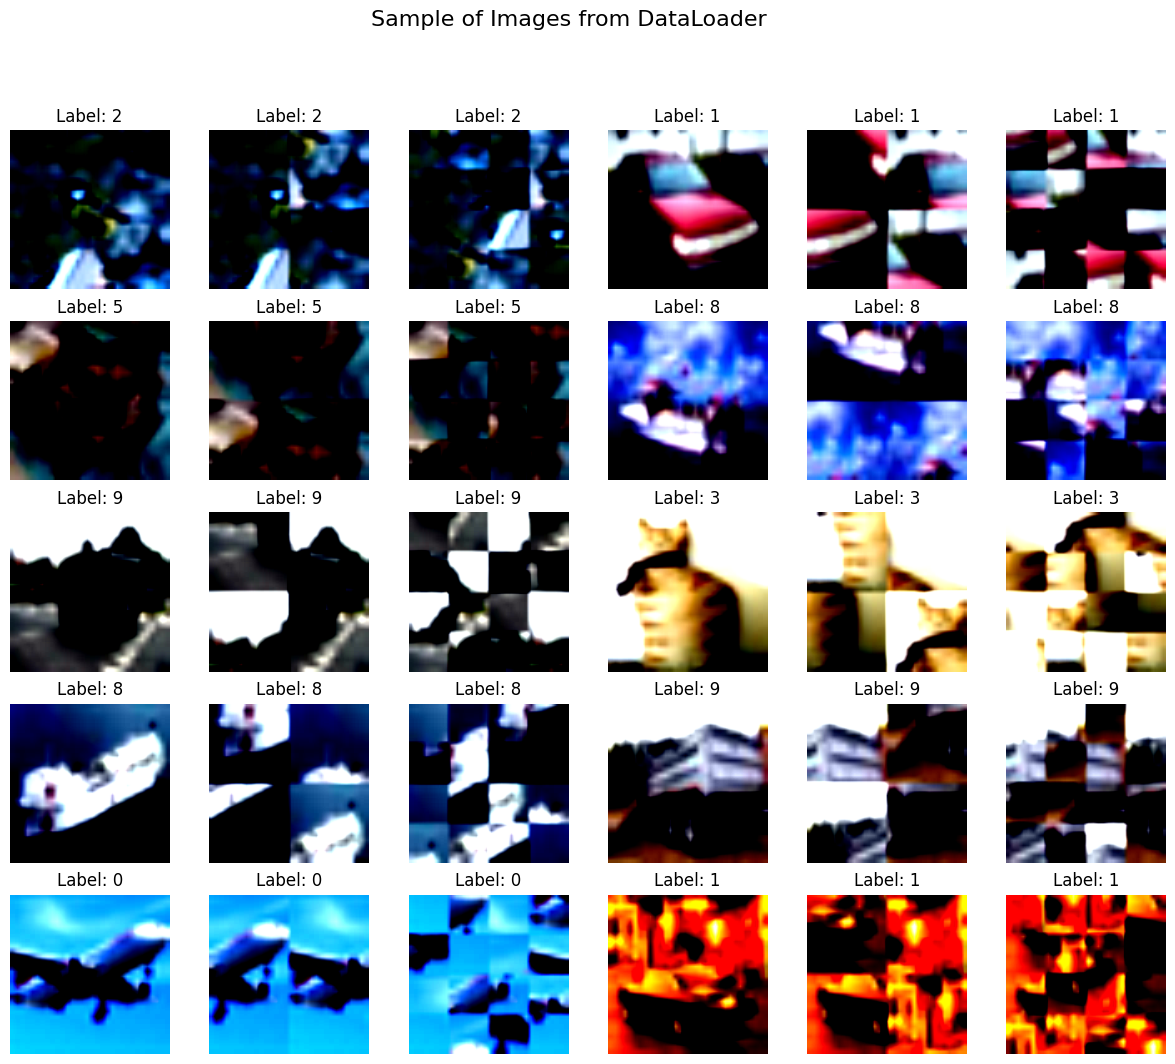 Sample of Images from DataLoader
Label: 2 Label: 2 Label: 2 Label: 1 Label: 1 Label: 1
Label: 5 Label: 5 Label: 5 Label: 8 Label: 8 Label: 8
Label: 9 Label: 9 Label: 9 Label: 3 Label: 3 Label: 3
Label: 8 Label: 8 Label: 8 Label: 9 Label: 9 Label: 9
Label: 0 Label: 0 Label: 0 Label: 1 Label: 1 Label: 1